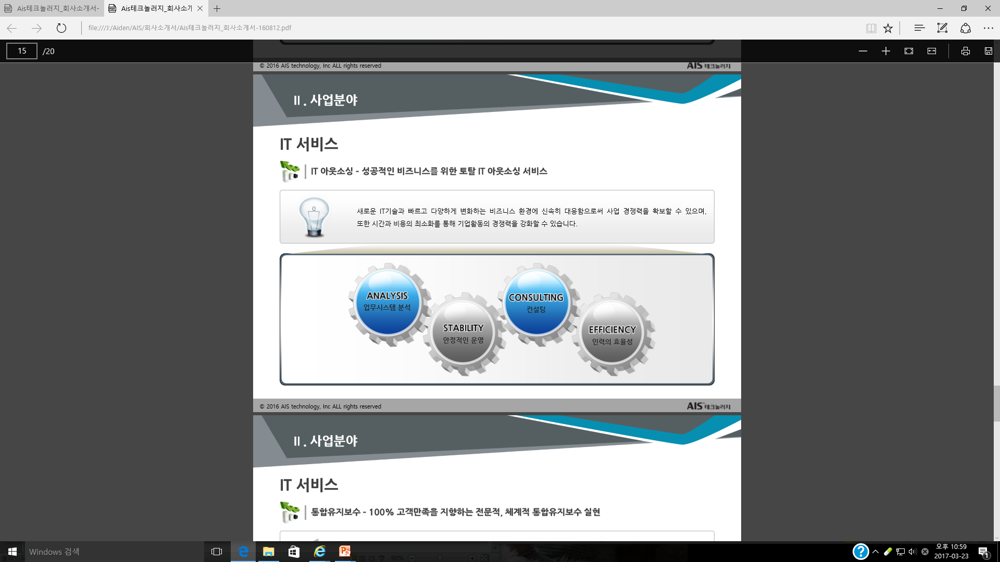 Ais테크놀러지_회사소개서-
Ais테크놀러지_회사소개
file:///J:/Aiden/AIS/회사소개서/Ais테크놀러지_회사소개서-160812.pdf
15 /20
© 2016 AIS technology, Inc ALL rights reserved
AIS 테크놀러지
II. 사업분야
IT 서비스
IT 아웃소싱 - 성공적인 비즈니스를 위한 토탈 IT 아웃소싱 서비스
새로운 IT기술과 빠르고 다양하게 변화하는 비즈니스 환경에 신속히 대응함으로써 사업 경쟁력을 확보할 수 있으며,
또한 시간과 비용의 최소화를 통해 기업활동의 경쟁력을 강화할 수 있습니다.
ANALYSIS
업무시스템 분석
STABILITY
안정적인 운영
CONSULTING
컨설팅
EFFICIENCY
인력의 효율성
© 2016 AIS technology, Inc ALL rights reserved
AIS 테크놀러지
II. 사업분야
IT 서비스
통합유지보수 - 100% 고객만족을 지향하는 전문적, 체계적 통합유지보수 실현
Windows 검색
슬라이드
90%
오후 10:59
2017-03-23
1